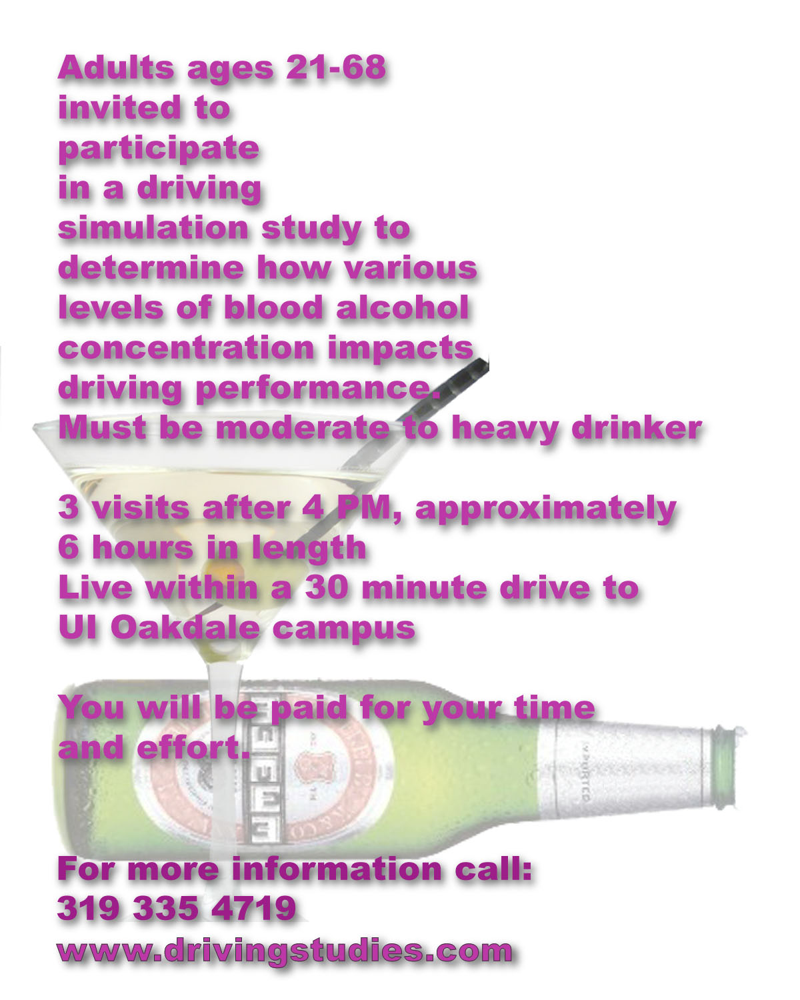 Adults ages 21-68
invited to
participate
in a driving
simulation study to
determine how various
levels of blood alcohol
concentration impacts
driving performance.
Must be moderate to heavy drinker
3 visits after 4 PM, approximately
6 hours in length
Live within a 30 minute drive to
UI Oakdale campus
You will be paid for your time
and effort.
IMPORTED
For more information call:
319 335 4719
www.drivingstudies.com